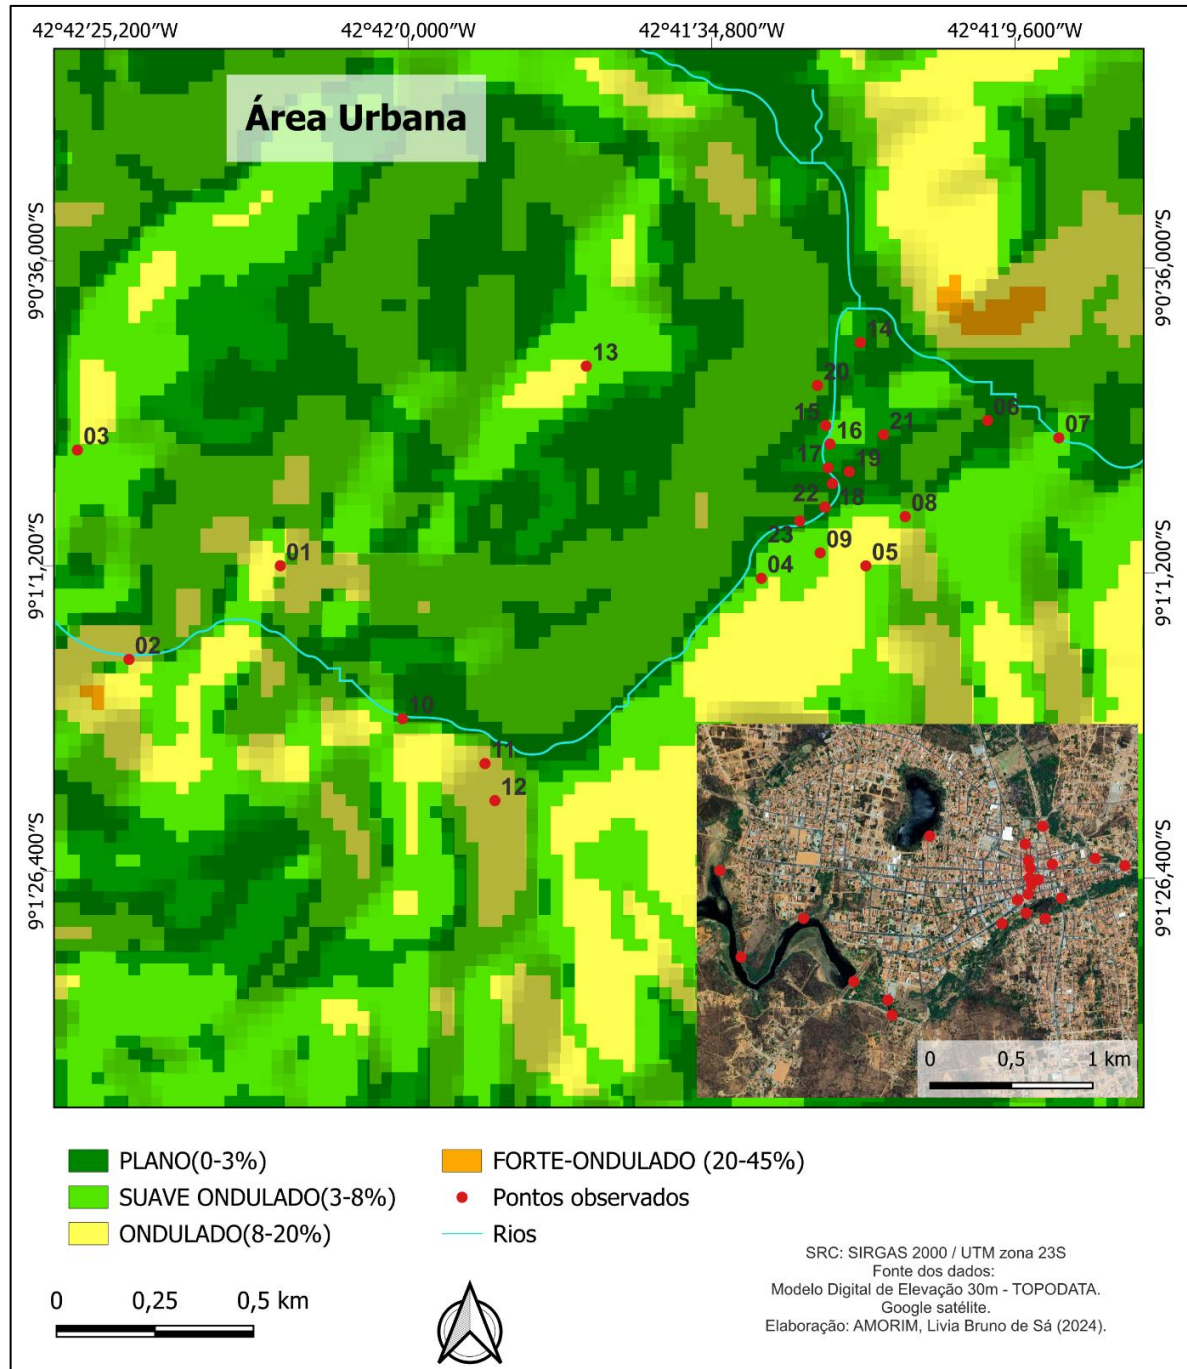 42°42'25,200"W 42°42'0,000"W 42°41'34,800"W 42°41'9,600"W
Área Urbana
9°0'36,000"S
9°0'36,000"S
14
13
20
15
16
21
06
07
03
17
19
22
18
08
23
09
01
04
05
9°1'1,200"S
9°1'1,200"S
02
10
11
12
9°1'26,400"S
9°1'26,400"S
0 0,5 1 km
PLANO(0-3%)
SUAVE ONDULADO(3-8%)
ONDULADO(8-20%)
FORTE-ONDULADO (20-45%)
Pontos observados
Rios
0 0,25 0,5 km
SRC: SIRGAS 2000 / UTM zona 23S
Fonte dos dados:
Modelo Digital de Elevação 30m - TOPODATA.
Google satélite.
Elaboração: AMORIM, Livia Bruno de Sá (2024).